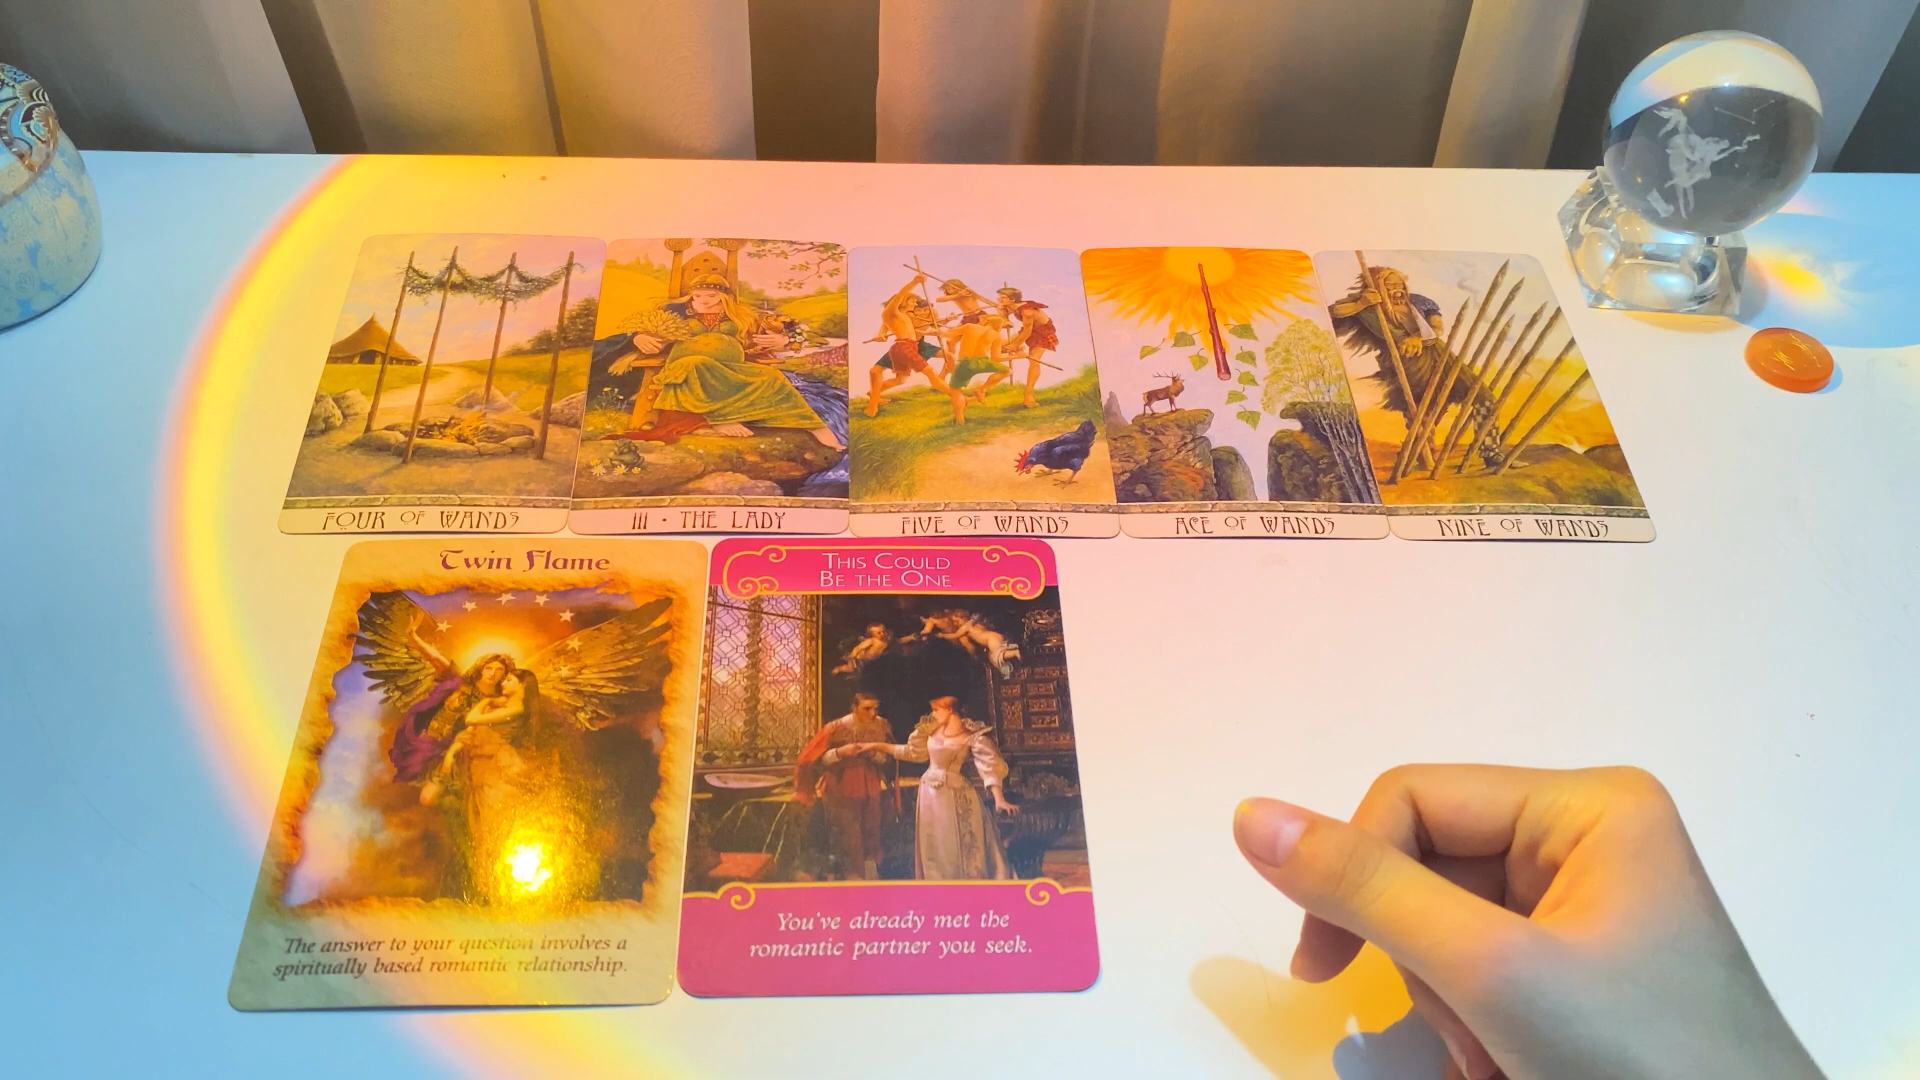 FOUR OF WANDS
III • THE LADY
FIVE OF WANDS
ACE OF WANDS
NINE OF WANDS
Twin Flame
The answer to your question involves a
spiritually based romantic relationship.
THIS COULD
BE THE ONE
You've already met the
romantic partner you seek.